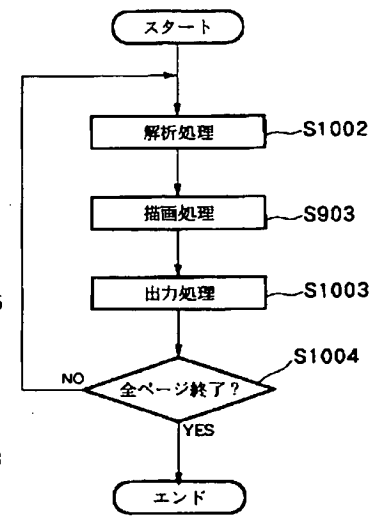 スタート
解析処理
S1002
描画処理
S903
出力処理
S1003
S1004
全ページ終了?
NO
YES
エンド